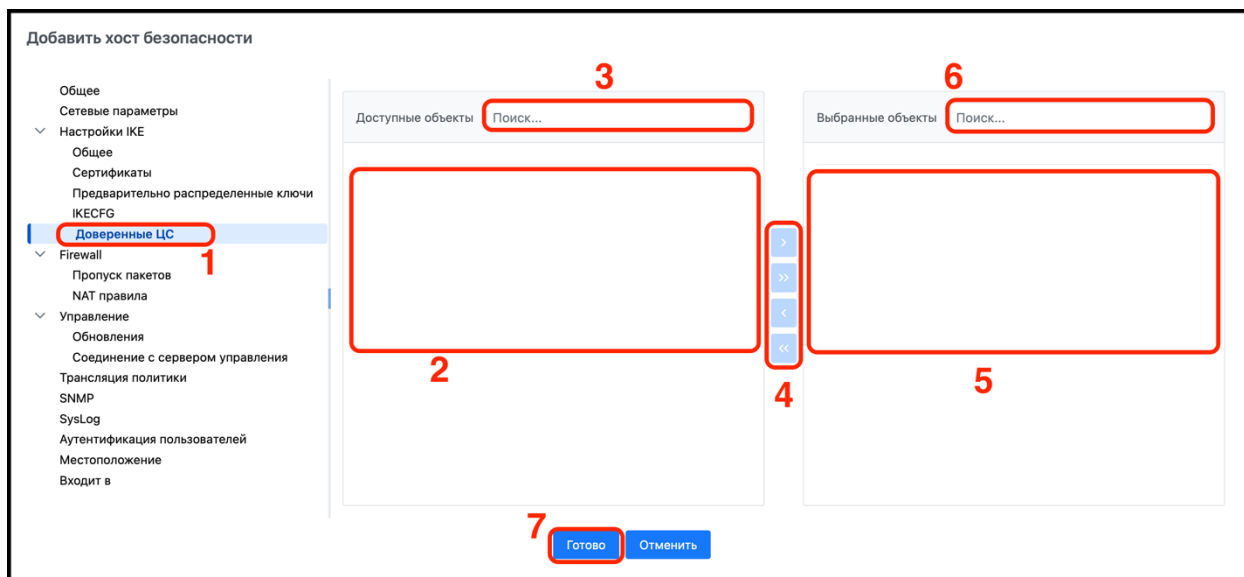 Добавить хост безопасности
Общее
Сетевые параметры
Настройки IKE
Общее
Сертификаты
Предварительно распределенные ключи
IKECFG
Доверенные ЦС
1
Firewall
Пропуск пакетов
NAT правила
Управление
Обновления
Соединение с сервером управления
Трансляция политики
SNMP
SysLog
Аутентификация пользователей
Местоположение
Входит в
3
Доступные объекты Поиск...
2
>
>>
<
<<
4
6
Выбранные объекты Поиск...
5
7
Готово Отменить